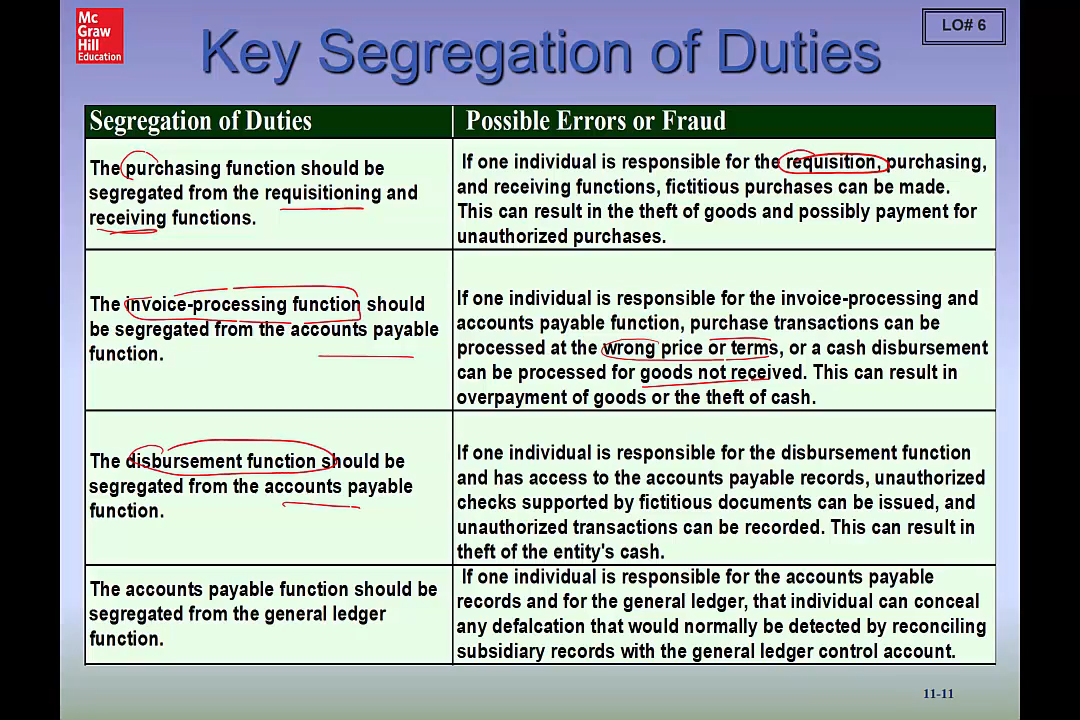 Mc
Graw
Hill
Education
LO# 6
Key Segregation of Duties
Segregation of Duties
Possible Errors or Fraud
The purchasing function should be
segregated from the requisitioning and
receiving functions.
If one individual is responsible for the requisition, purchasing,
and receiving functions, fictitious purchases can be made.
This can result in the theft of goods and possibly payment for
unauthorized purchases.
The invoice-processing function should
be segregated from the accounts payable
function.
If one individual is responsible for the invoice-processing and
accounts payable function, purchase transactions can be
processed at the wrong price or terms, or a cash disbursement
can be processed for goods not received. This can result in
overpayment of goods or the theft of cash.
The disbursement function should be
segregated from the accounts payable
function.
If one individual is responsible for the disbursement function
and has access to the accounts payable records, unauthorized
checks supported by fictitious documents can be issued, and
unauthorized transactions can be recorded. This can result in
theft of the entity's cash.
The accounts payable function should be
segregated from the general ledger
function.
If one individual is responsible for the accounts payable
records and for the general ledger, that individual can conceal
any defalcation that would normally be detected by reconciling
subsidiary records with the general ledger control account.
11-11